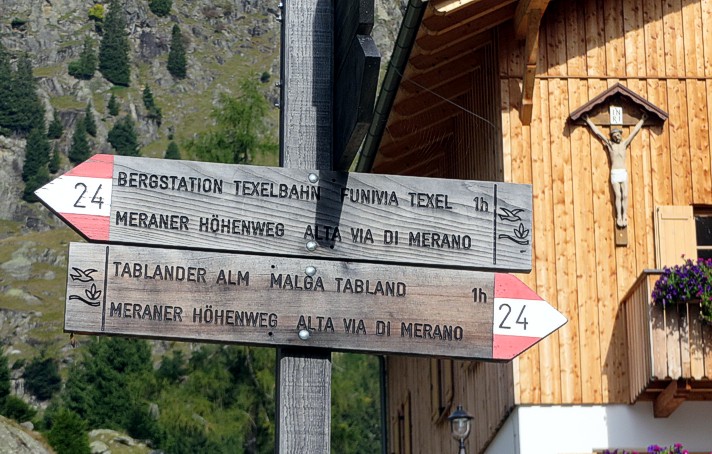 24 BERGSTATION TEXELBAHN FUNIVIA TEXEL 1h
MERANER HÖHENWEG ALTA VIA DI MERANO
TABLANDER ALM MALGA TABLAND 1h 24
MERANER HÖHENWEG ALTA VIA DI MERANO